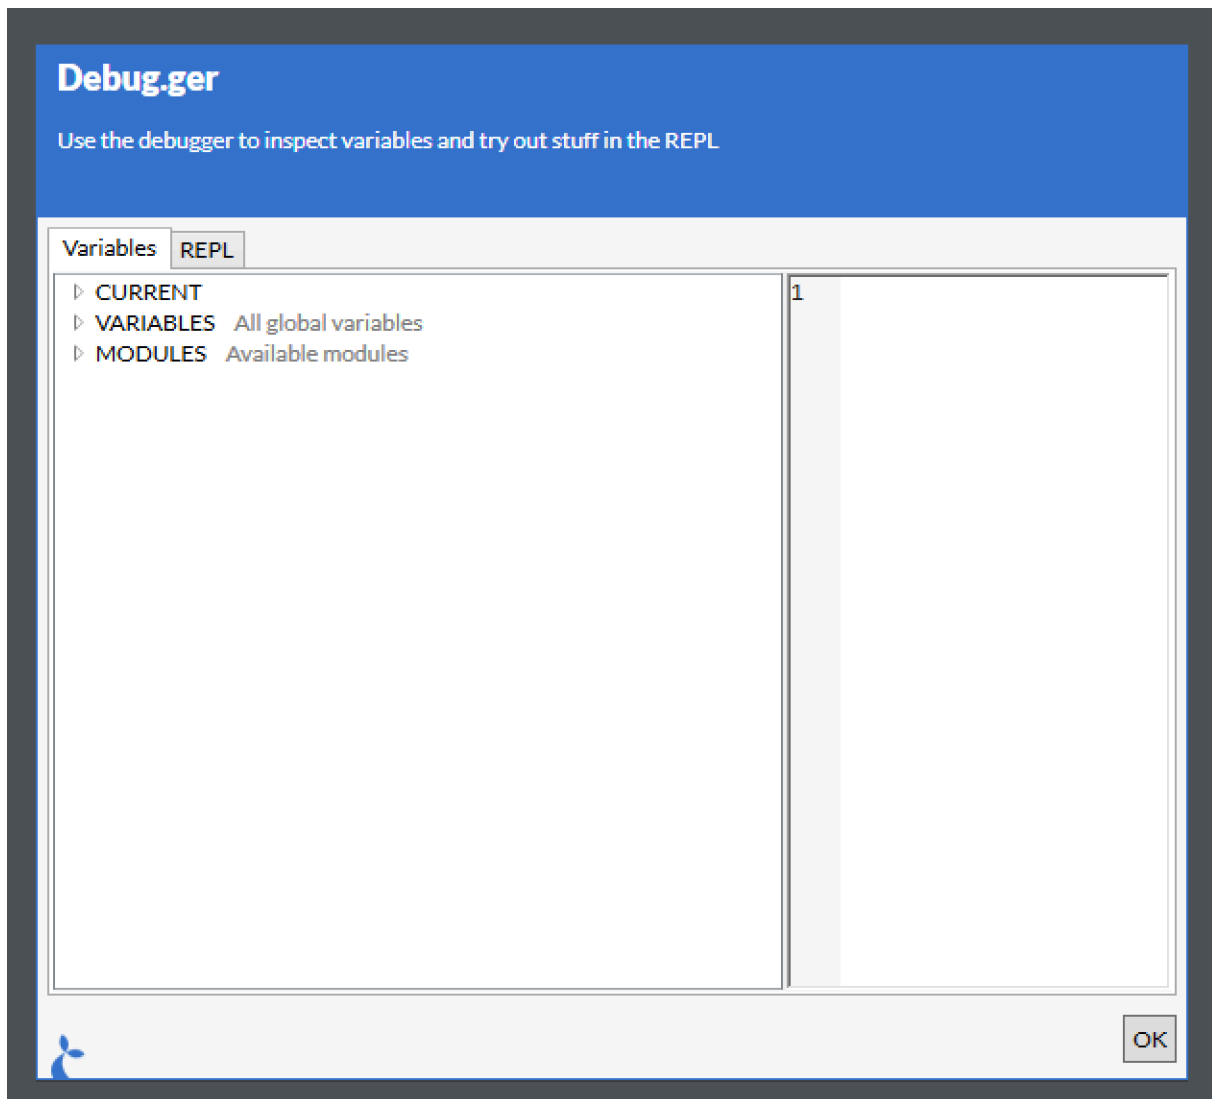 Debug.ger
Use the debugger to inspect variables and try out stuff in the REPL
Variables REPL
CURRENT
VARIABLES All global variables
MODULES Available modules
1
OK